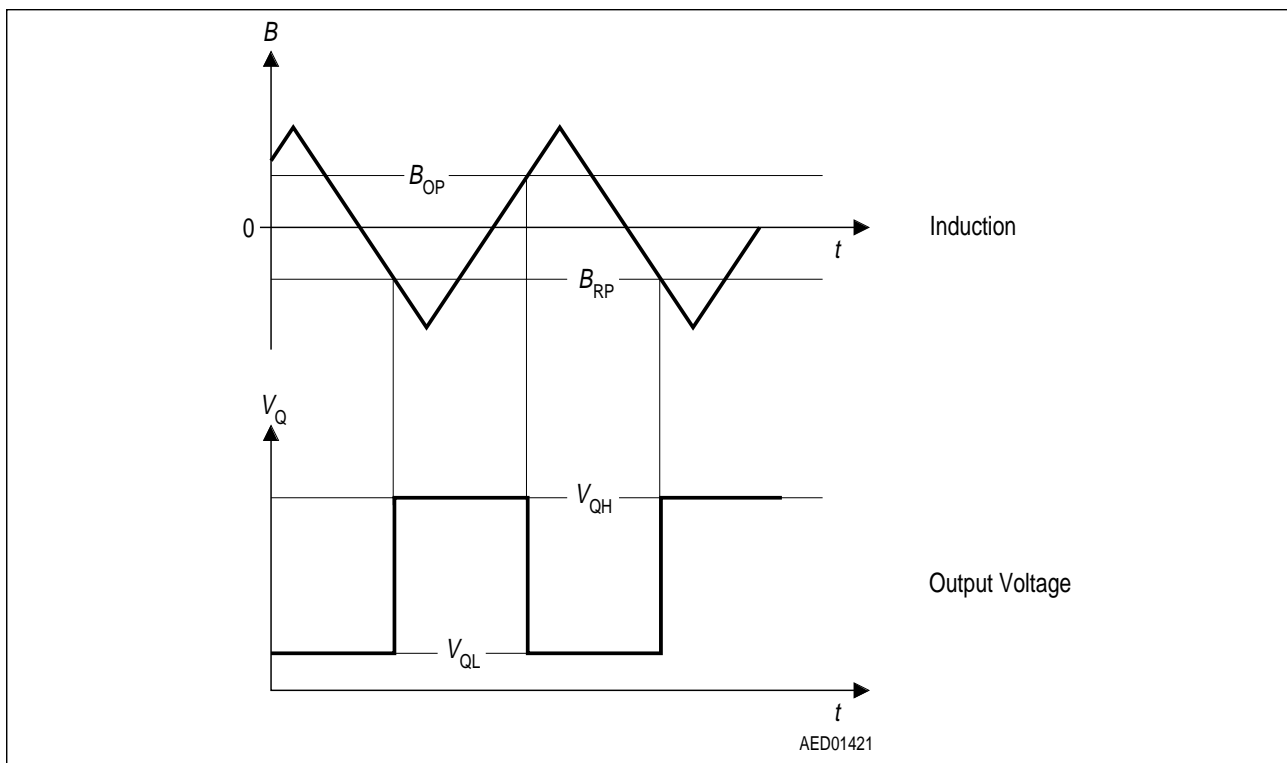 B
B_OP
0
t
Induction
B_RP
V_Q
V_QH
Output Voltage
V_QL
t
AED01421